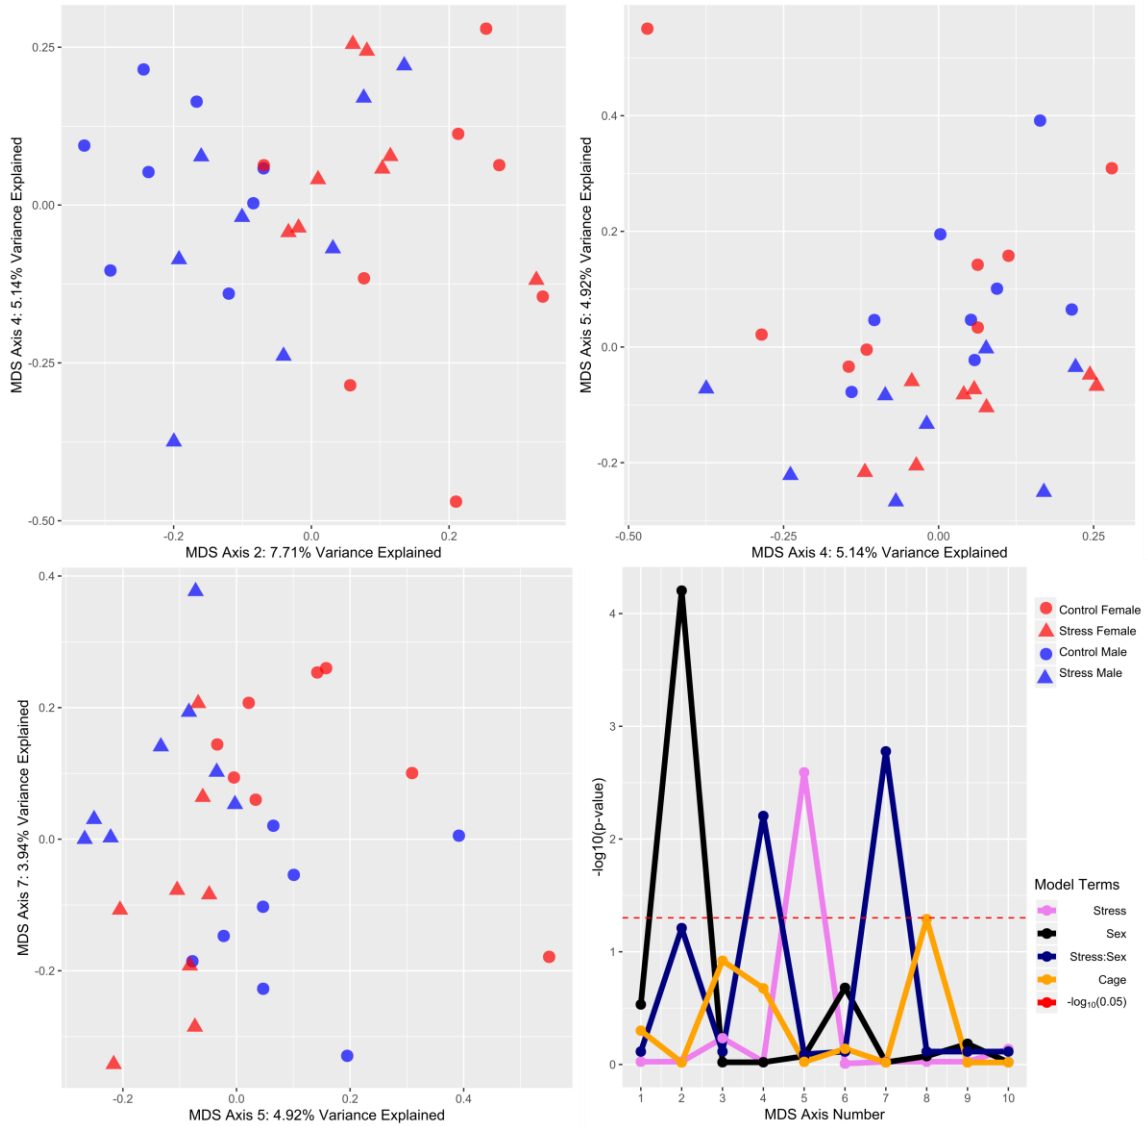 0.25
0.00
-0.25
-0.50
MDS Axis 4: 5.14% Variance Explained
-0.2
0.0
0.2
MDS Axis 2: 7.71% Variance Explained
0.4
0.2
0.0
-0.2
MDS Axis 5: 4.92% Variance Explained
-0.50
-0.25
0.00
0.25
MDS Axis 4: 5.14% Variance Explained
0.4
0.2
0.0
-0.2
MDS Axis 7: 3.94% Variance Explained
-0.2
0.0
0.2
0.4
MDS Axis 5: 4.92% Variance Explained
4
3
2
1
0
-log10(p-value)
1 2 3 4 5 6 7 8 9 10
MDS Axis Number
Control Female
Stress Female
Control Male
Stress Male
Model Terms
Stress
Sex
Stress:Sex
Cage
-log₁₀(0.05)